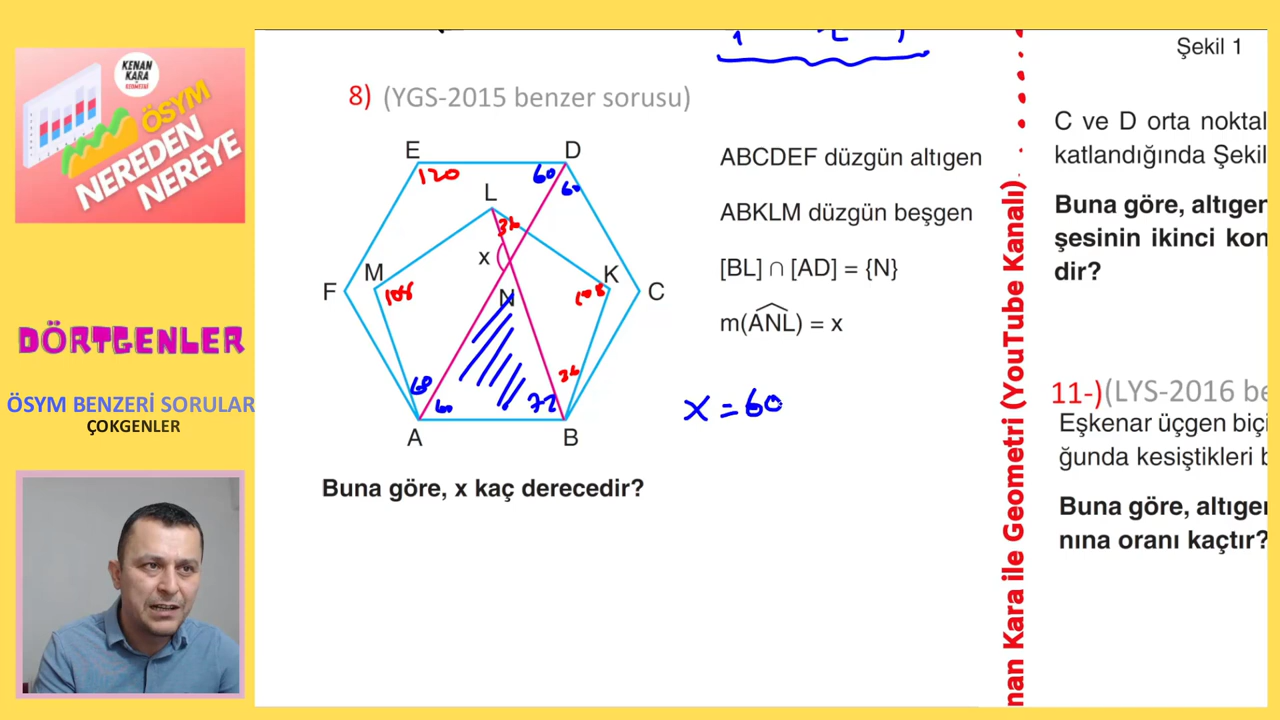 KENAN
KARA
ile
GEOMETRİ
ÖSYM
NEREDEN
NEREYE
DÖRTGENLER
ÖSYM BENZERİ SORULAR
ÇOKGENLER
8) (YGS-2015 benzer sorusu)
E
D
120
60
60
L
36
x
M
K
F
C
108
108
N
36
60
60
72
A
B
ABCDEF düzgün altıgen
ABKLM düzgün beşgen
[BL] ∩ [AD] = {N}
m(ANL) = x
x = 60
Buna göre, x kaç derecedir?
nan Kara ile Geometri (YouTube Kanalı)
Şekil 1
C ve D orta noktal
katlandığında Şekil
Buna göre, altıger
şesinin ikinci kon
dir?
11-) (LYS-2016 be
Eşkenar üçgen biçi
ğunda kesiştikleri b
Buna göre, altıger
nına oranı kaçtır?